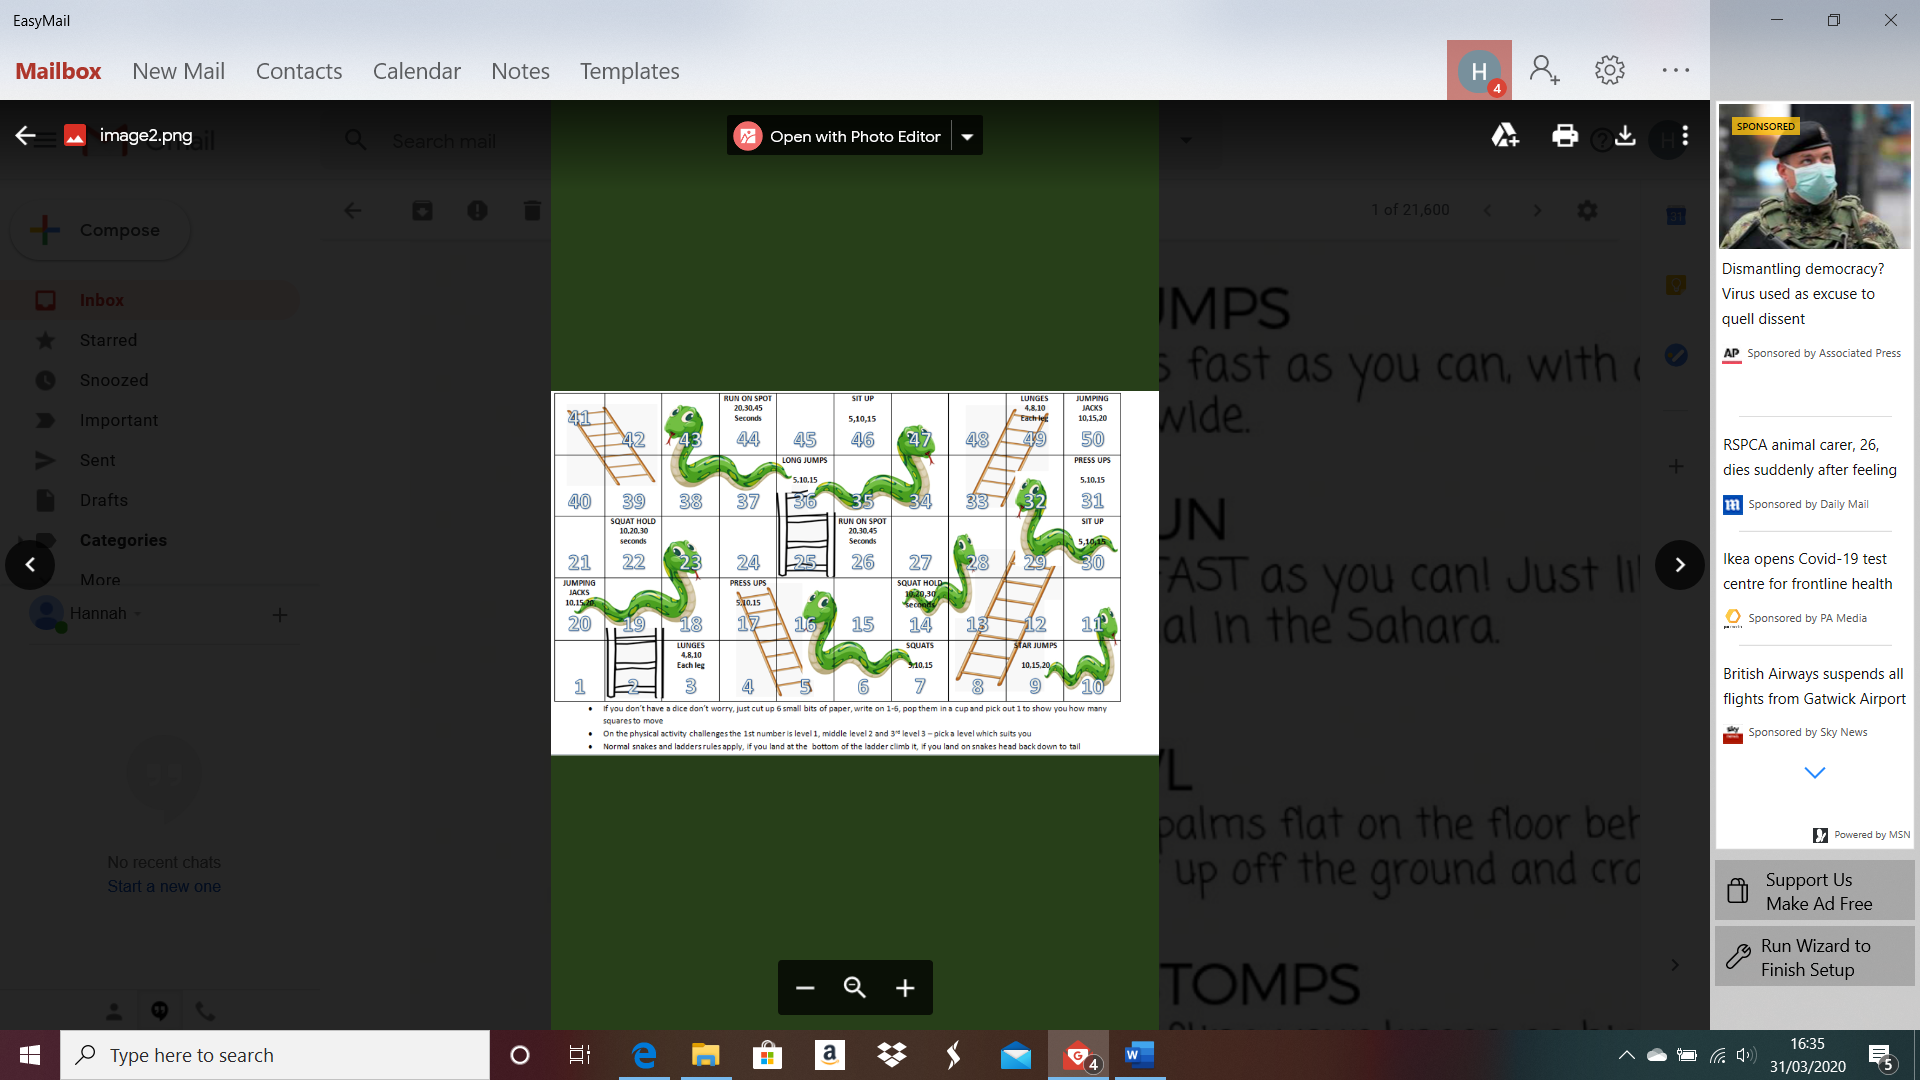 EasyMail
Mailbox
New Mail
Contacts
Calendar
Notes
Templates
H
4
image2.png
Search mail
Open with Photo Editor
Compose
1 of 21,600
Inbox
Starred
Snoozed
Important
Sent
Drafts
Categories
More
Hannah
No recent chats
Start a new one
UMPS
s fast as you can, with
wide.
UN
FAST as you can! Just li
al in the Sahara.
palms flat on the floor beh
up off the ground and cra
TOMPS
RUN ON SPOT
20,30,45
Seconds
SIT UP
5,10,15
LUNGES
4,8,10
Each leg
JUMPING
JACKS
10,15,20
41 42 43 44 45 46 47 48 49 50
LONG JUMPS
5,10,15
PRESS UPS
5,10,15
40 39 38 37 36 35 34 33 32 31
SQUAT HOLD
10,20,30
seconds
RUN ON SPOT
20,30,45
Seconds
SIT UP
5,10,15
21 22 23 24 25 26 27 28 29 30
JUMPING
JACKS
10,15,20
PRESS UPS
5,10,15
SQUAT HOLD
10,20,30
seconds
20 19 18 17 16 15 14 13 12 11
LUNGES
4,8,10
Each leg
SQUATS
5,10,15
STAR JUMPS
10,15,20
1 2 3 4 5 6 7 8 9 10
• If you don't have a dice don't worry, just cut up 6 small bits of paper, write on 1-6, pop them in a cup and pick out 1 to show you how many
squares to move
• On the physical activity challenges the 1st number is level 1, middle level 2 and 3rd level 3 – pick a level which suits you
• Normal snakes and ladders rules apply, if you land at the bottom of the ladder climb it, if you land on snakes head back down to tail
SPONSORED
Dismantling democracy?
Virus used as excuse to
quell dissent
AP Sponsored by Associated Press
RSPCA animal carer, 26,
dies suddenly after feeling
m Sponsored by Daily Mail
Ikea opens Covid-19 test
centre for frontline health
Sponsored by PA Media
British Airways suspends all
flights from Gatwick Airport
Sponsored by Sky News
Powered by MSN
Support Us
Make Ad Free
Run Wizard to
Finish Setup
Type here to search
4
16:35
31/03/2020
5